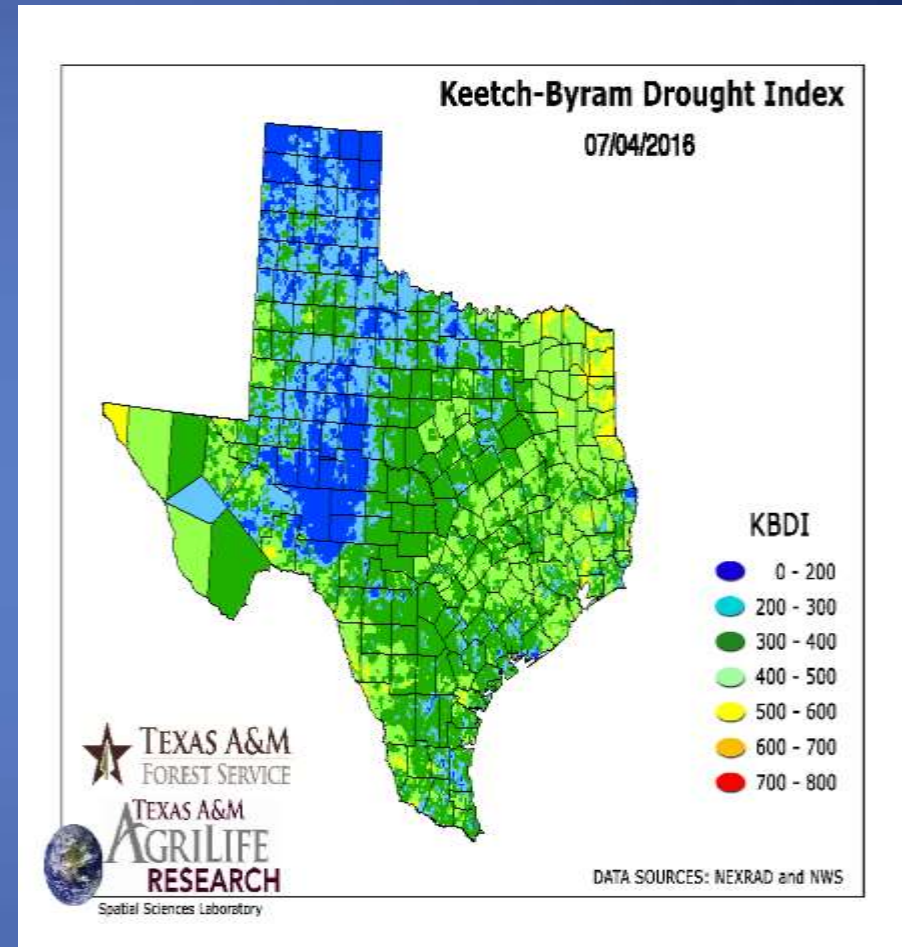 Keetch-Byram Drought Index
07/04/2016
KBDI
0 - 200
200 - 300
300 - 400
400 - 500
500 - 600
600 - 700
700 - 800
TEXAS A&M
FOREST SERVICE
TEXAS A&M
AGRILIFE
RESEARCH
Spatial Sciences Laboratory
DATA SOURCES: NEXRAD and NWS